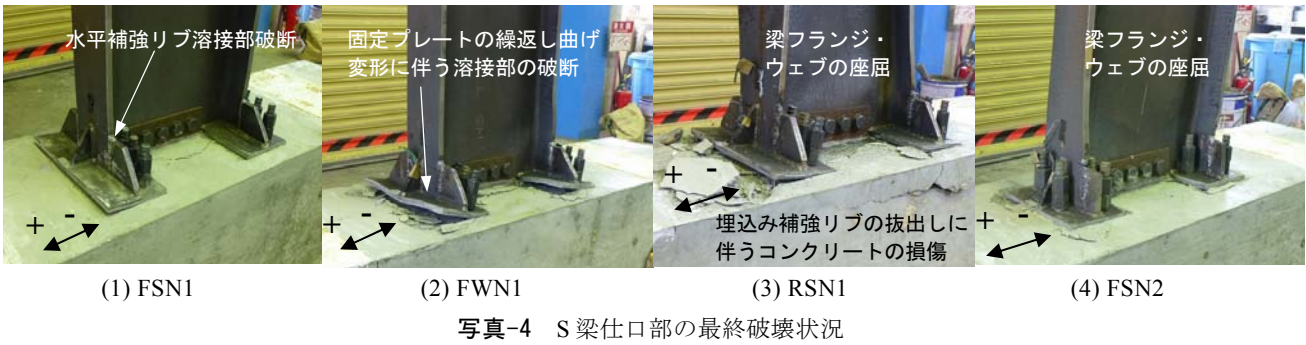 水平補強リブ溶接部破断
+ -
(1) FSN1
固定プレートの繰返し曲げ
変形に伴う溶接部の破断
+ -
(2) FWN1
梁フランジ・
ウェブの座屈
+ -
埋込み補強リブの抜出しに
伴うコンクリートの損傷
(3) RSN1
梁フランジ・
ウェブの座屈
+ -
(4) FSN2
写真-4 S梁仕口部の最終破壊状況